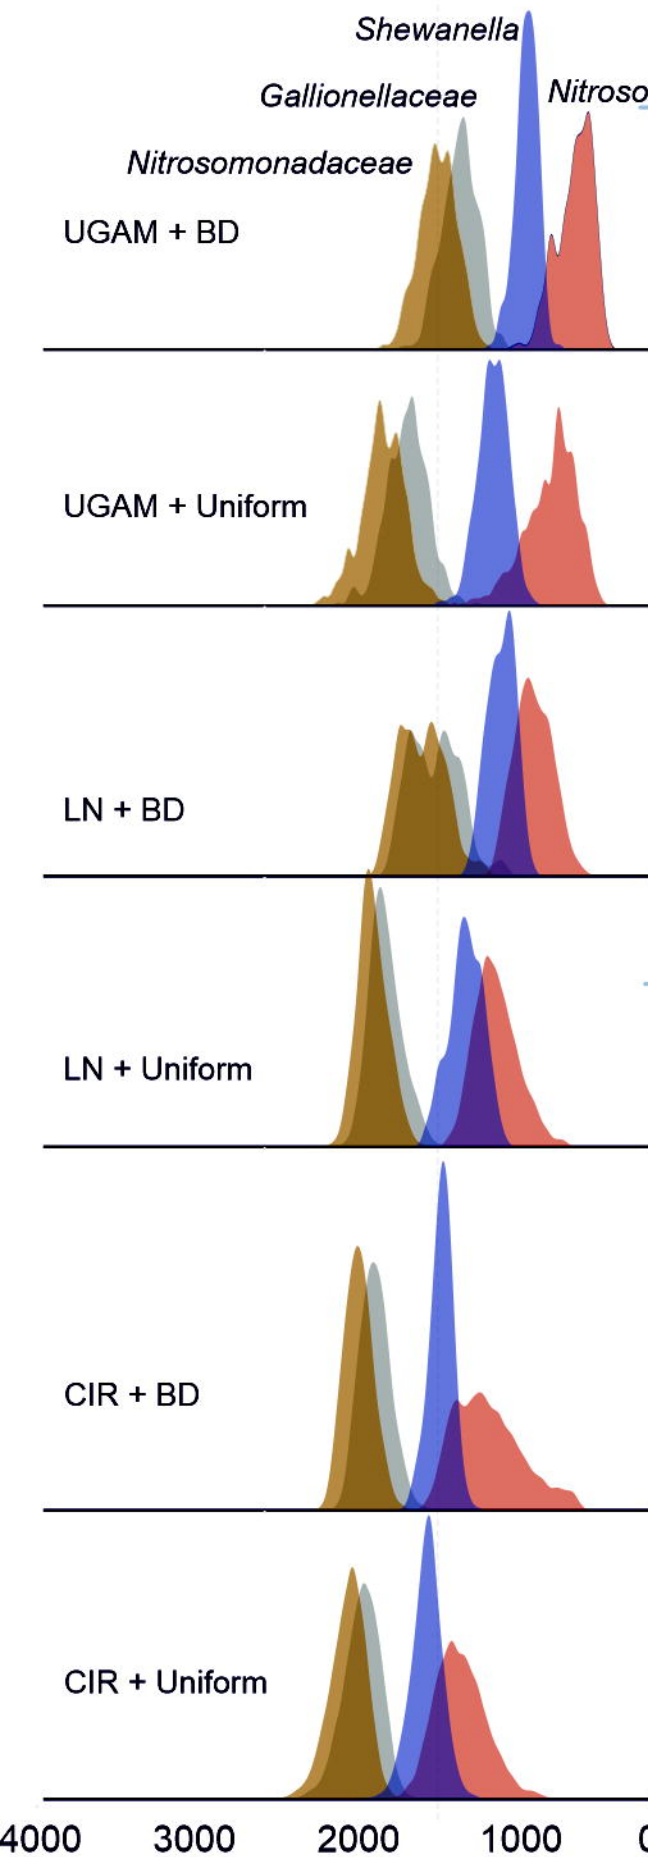 Shewanella
Gallionellaceae
Nitroso
Nitrosomonadaceae
UGAM + BD
UGAM + Uniform
LN + BD
LN + Uniform
CIR + BD
CIR + Uniform
4000 3000 2000 1000